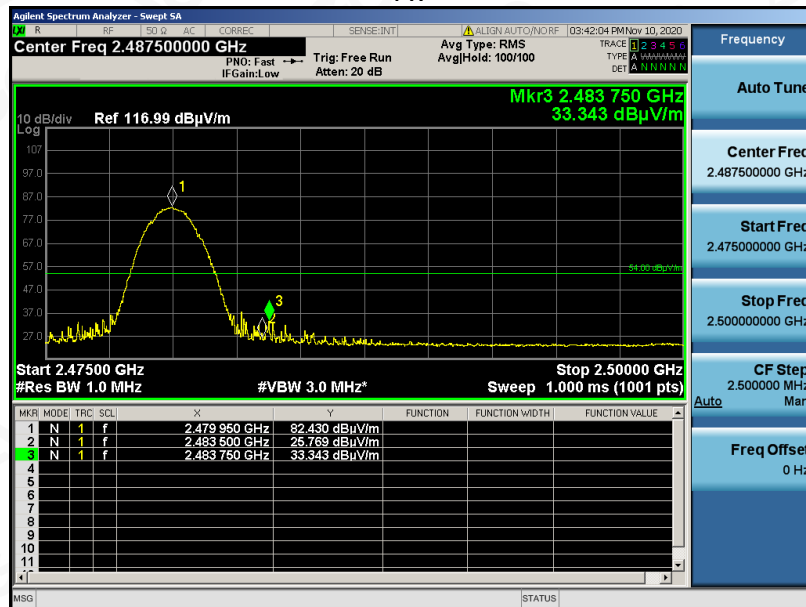 Agilent Spectrum Analyzer - Swept SA
LXI R RF 50 Ω AC CORREC SENSE:INT ALIGN AUTO/NO RF 03:42:04 PM Nov 10, 2020
Center Freq 2.487500000 GHz
PNO: Fast
IFGain:Low
Trig: Free Run
Atten: 20 dB
Avg Type: RMS
Avg|Hold: 100/100
TRACE 1 2 3 4 5 6
TYPE A WWWWW
DET A N N N N N
Mkr3 2.483 750 GHz
33.343 dBµV/m
10 dB/div Ref 116.99 dBµV/m
Log
107
97.0
87.0
77.0
67.0
57.0
47.0
37.0
27.0
1
3
54.00 dBµV/m
Start 2.47500 GHz
Stop 2.50000 GHz
#Res BW 1.0 MHz #VBW 3.0 MHz* Sweep 1.000 ms (1001 pts)
MKR MODE TRC SCL X Y FUNCTION FUNCTION WIDTH FUNCTION VALUE
1 N 1 f 2.479 950 GHz 82.430 dBµV/m
2 N 1 f 2.483 500 GHz 25.769 dBµV/m
3 N 1 f 2.483 750 GHz 33.343 dBµV/m
4
5
6
7
8
9
10
11
MSG STATUS
Frequency
Auto Tune
Center Freq
2.487500000 GHz
Start Freq
2.475000000 GHz
Stop Freq
2.500000000 GHz
CF Step
2.500000 MHz
Auto Man
Freq Offset
0 Hz